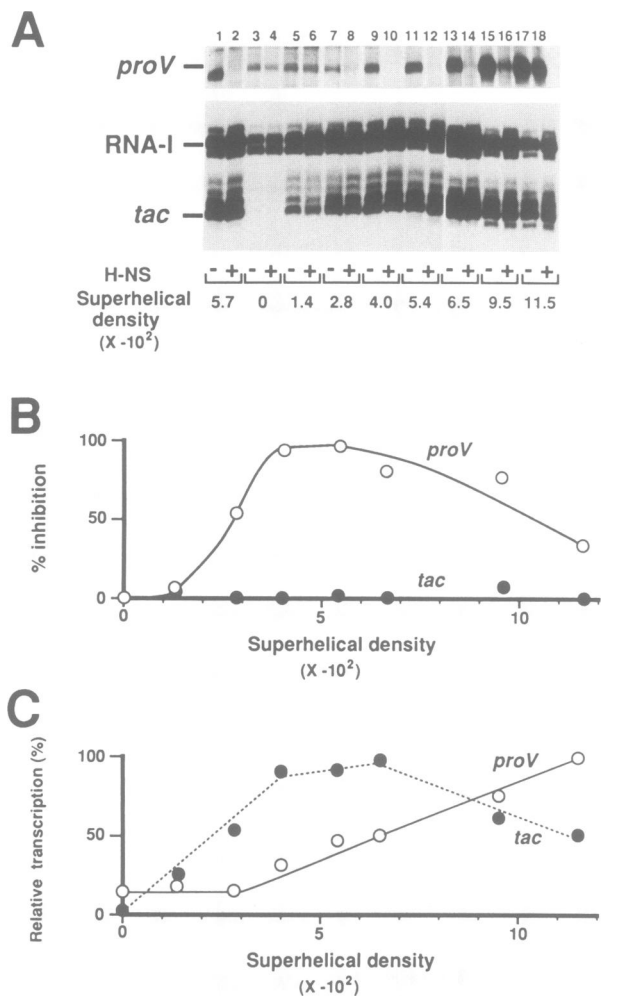 A
1 2 3 4 5 6 7 8 9 10 11 12 13 14 15 16 17 18
proV
RNA-I
tac
H-NS - + - + - + - + - + - + - + - + - +
Superhelical density (X -10²) 5.7 0 1.4 2.8 4.0 5.4 6.5 9.5 11.5
B
% inhibition
100
50
0
proV
tac
0 5 10
Superhelical density
(X -10²)
C
Relative transcription (%)
100
50
0
proV
tac
0 5 10
Superhelical density
(X -10²)